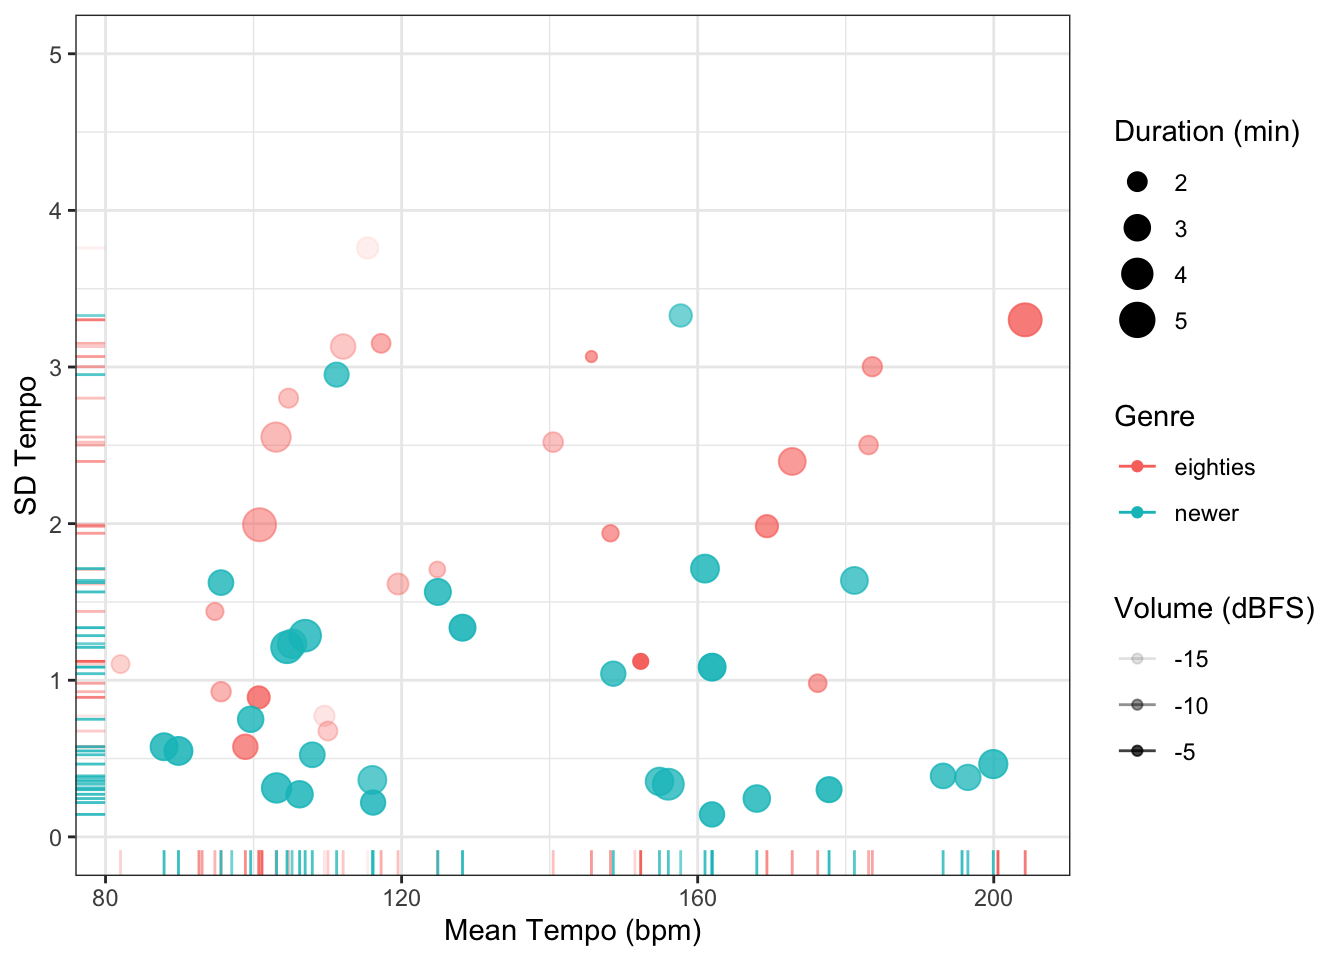 5
4
3
2
1
0
80
120
160
200
SD Tempo
Mean Tempo (bpm)
Duration (min)
2
3
4
5
Genre
eighties
newer
Volume (dBFS)
-15
-10
-5